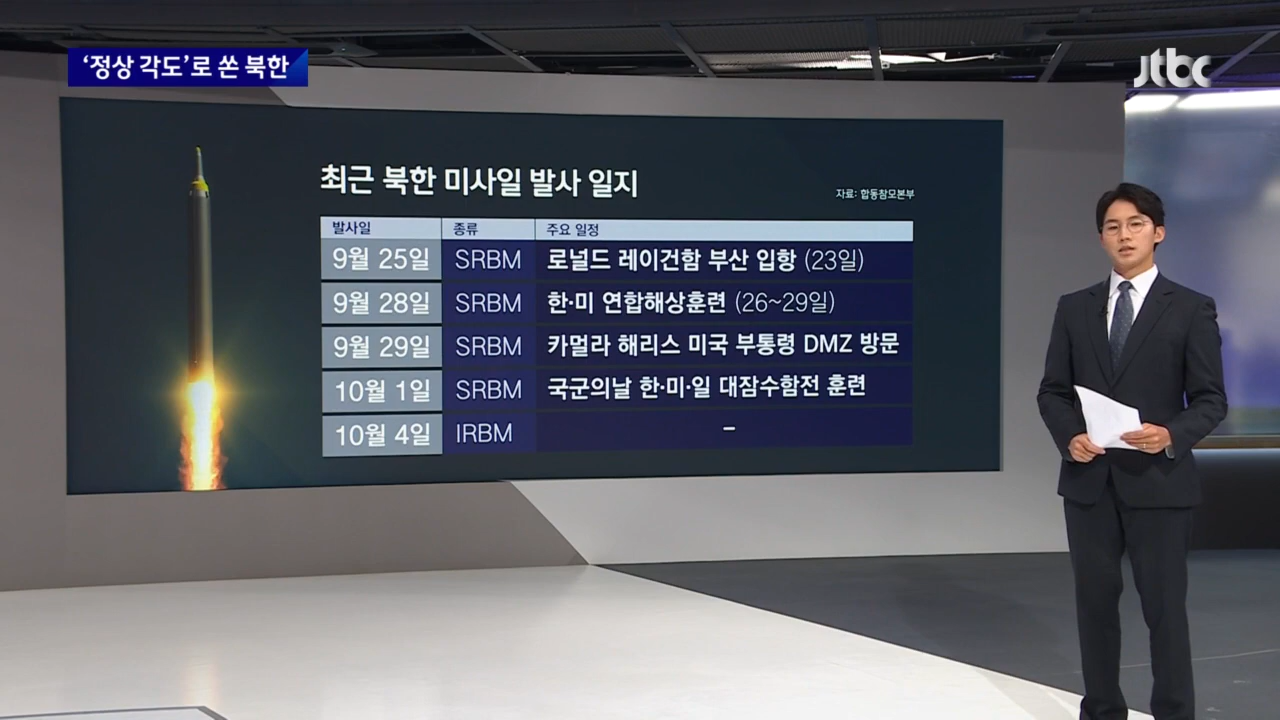 ‘정상 각도’로 쏜 북한
jtbc
최근 북한 미사일 발사 일지
자료: 합동참모본부
발사일 종류 주요 일정
9월 25일 SRBM 로널드 레이건함 부산 입항 (23일)
9월 28일 SRBM 한·미 연합해상훈련 (26~29일)
9월 29일 SRBM 카멀라 해리스 미국 부통령 DMZ 방문
10월 1일 SRBM 국군의날 한·미·일 대잠수함전 훈련
10월 4일 IRBM –